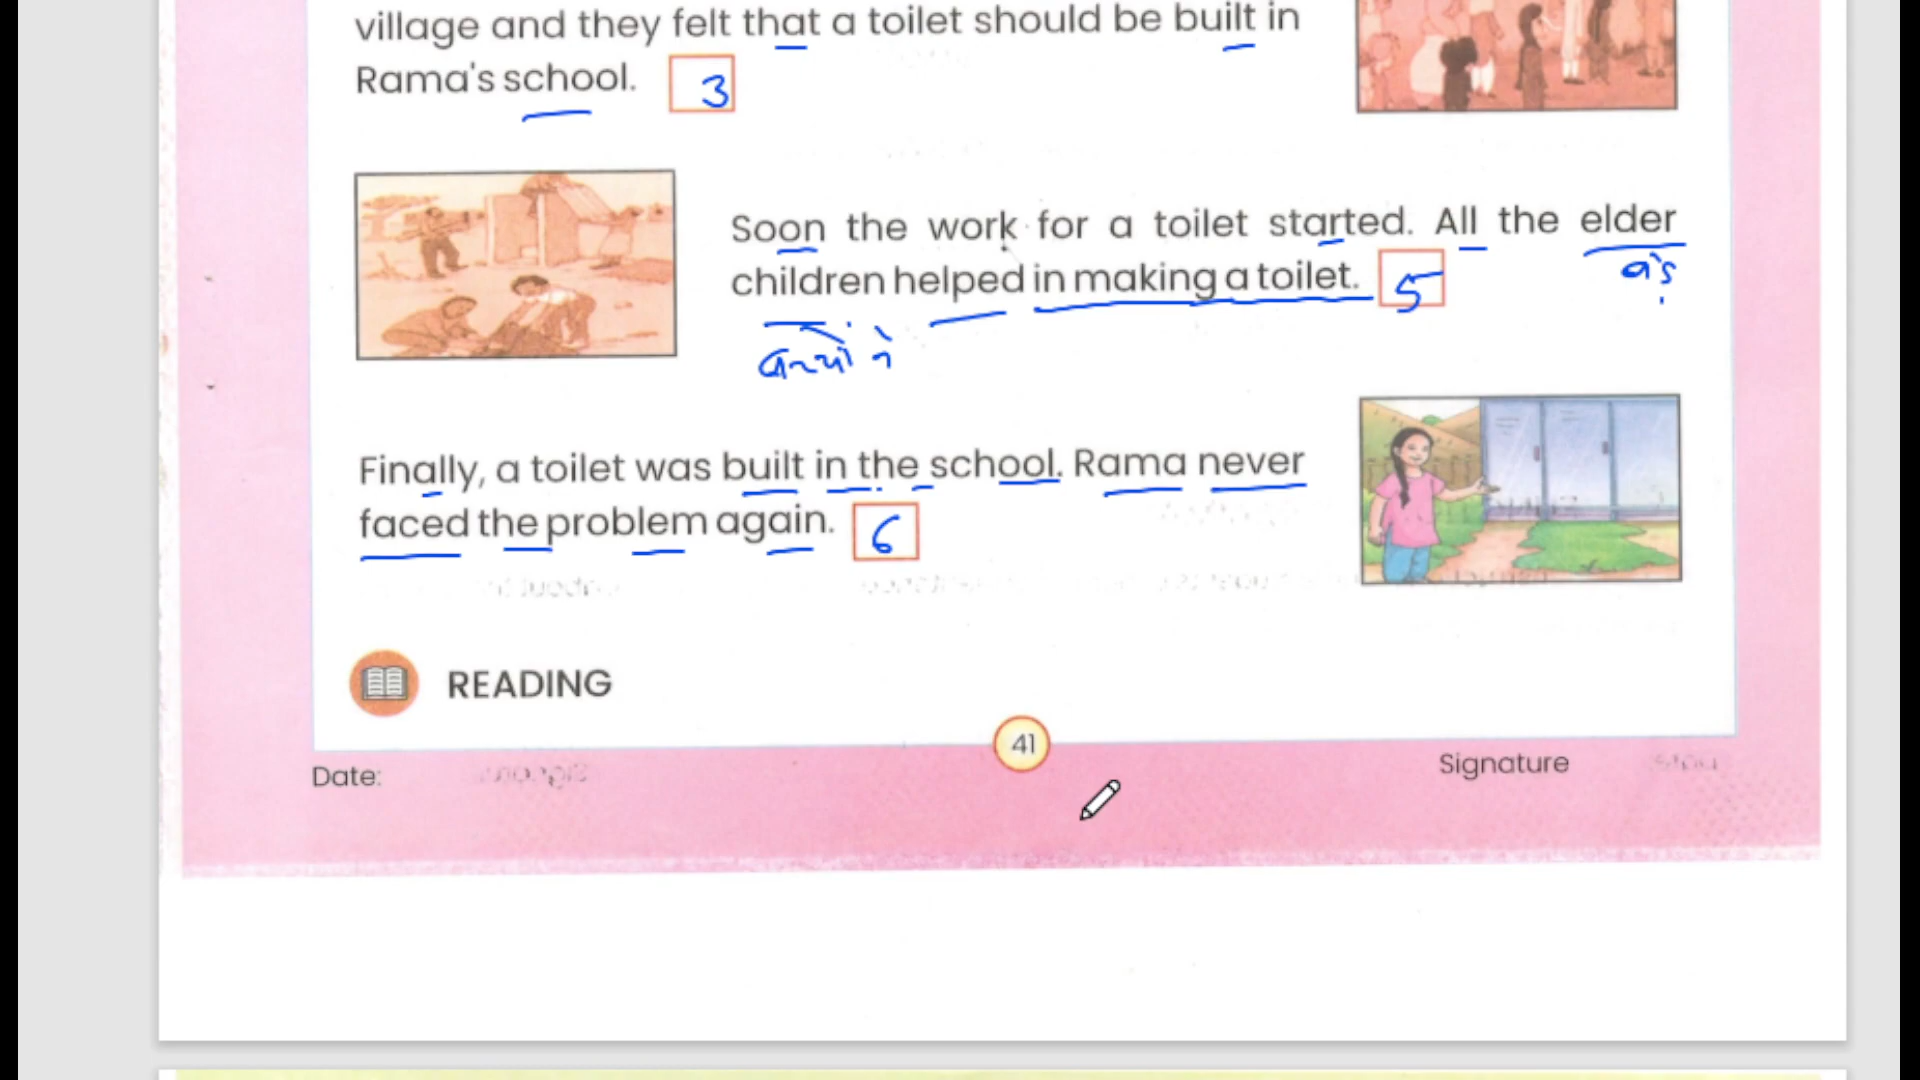 village and they felt that a toilet should be built in
Rama's school. 3
Soon the work for a toilet started. All the elder
children helped in making a toilet. 5
Finally, a toilet was built in the school. Rama never
faced the problem again. 6
READING
41
Date:
Signature